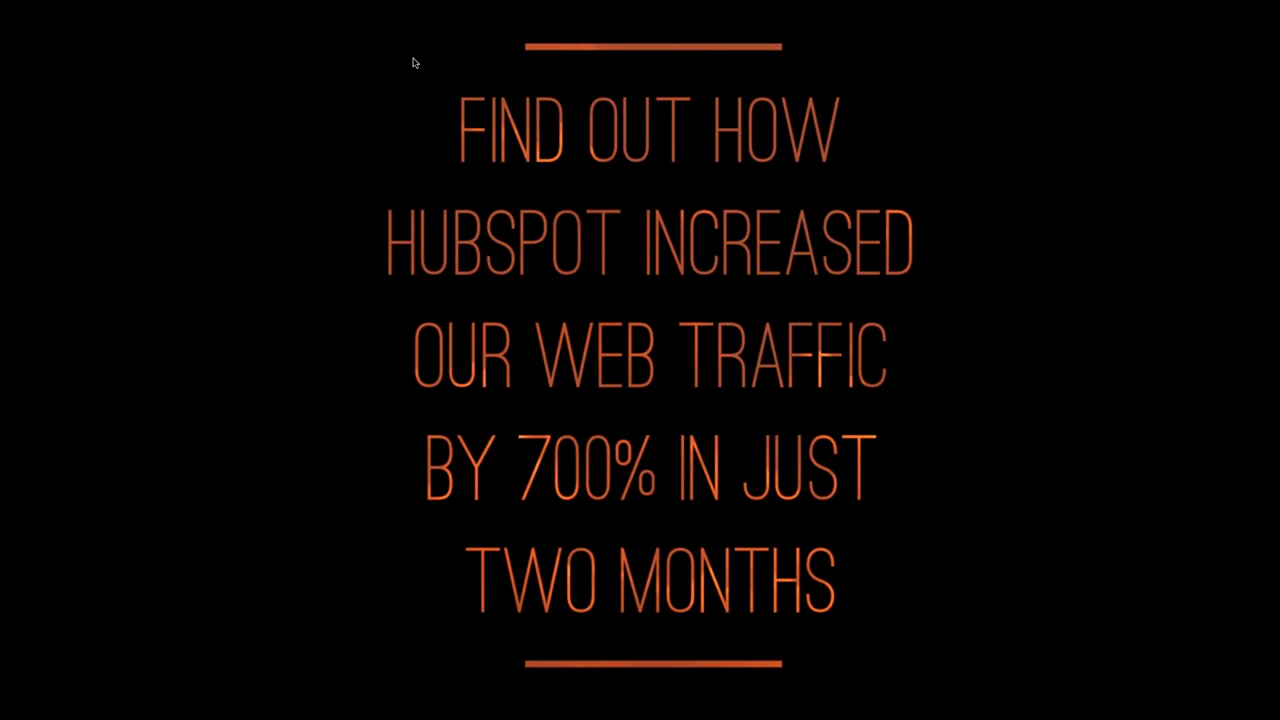 FIND OUT HOW
HUBSPOT INCREASED
OUR WEB TRAFFIC
BY 700% IN JUST
TWO MONTHS